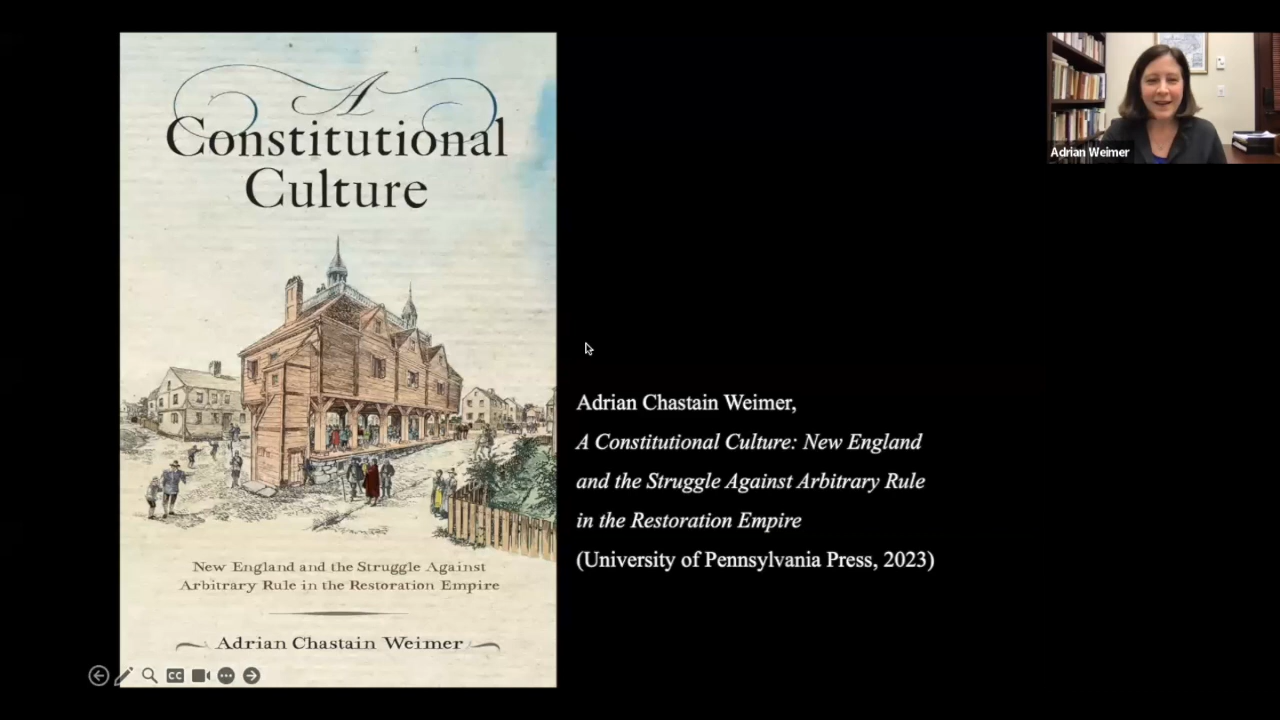 A
Constitutional
Culture
New England and the Struggle Against
Arbitrary Rule in the Restoration Empire
Adrian Chastain Weimer
Adrian Chastain Weimer,
A Constitutional Culture: New England
and the Struggle Against Arbitrary Rule
in the Restoration Empire
(University of Pennsylvania Press, 2023)
Adrian Weimer
CC